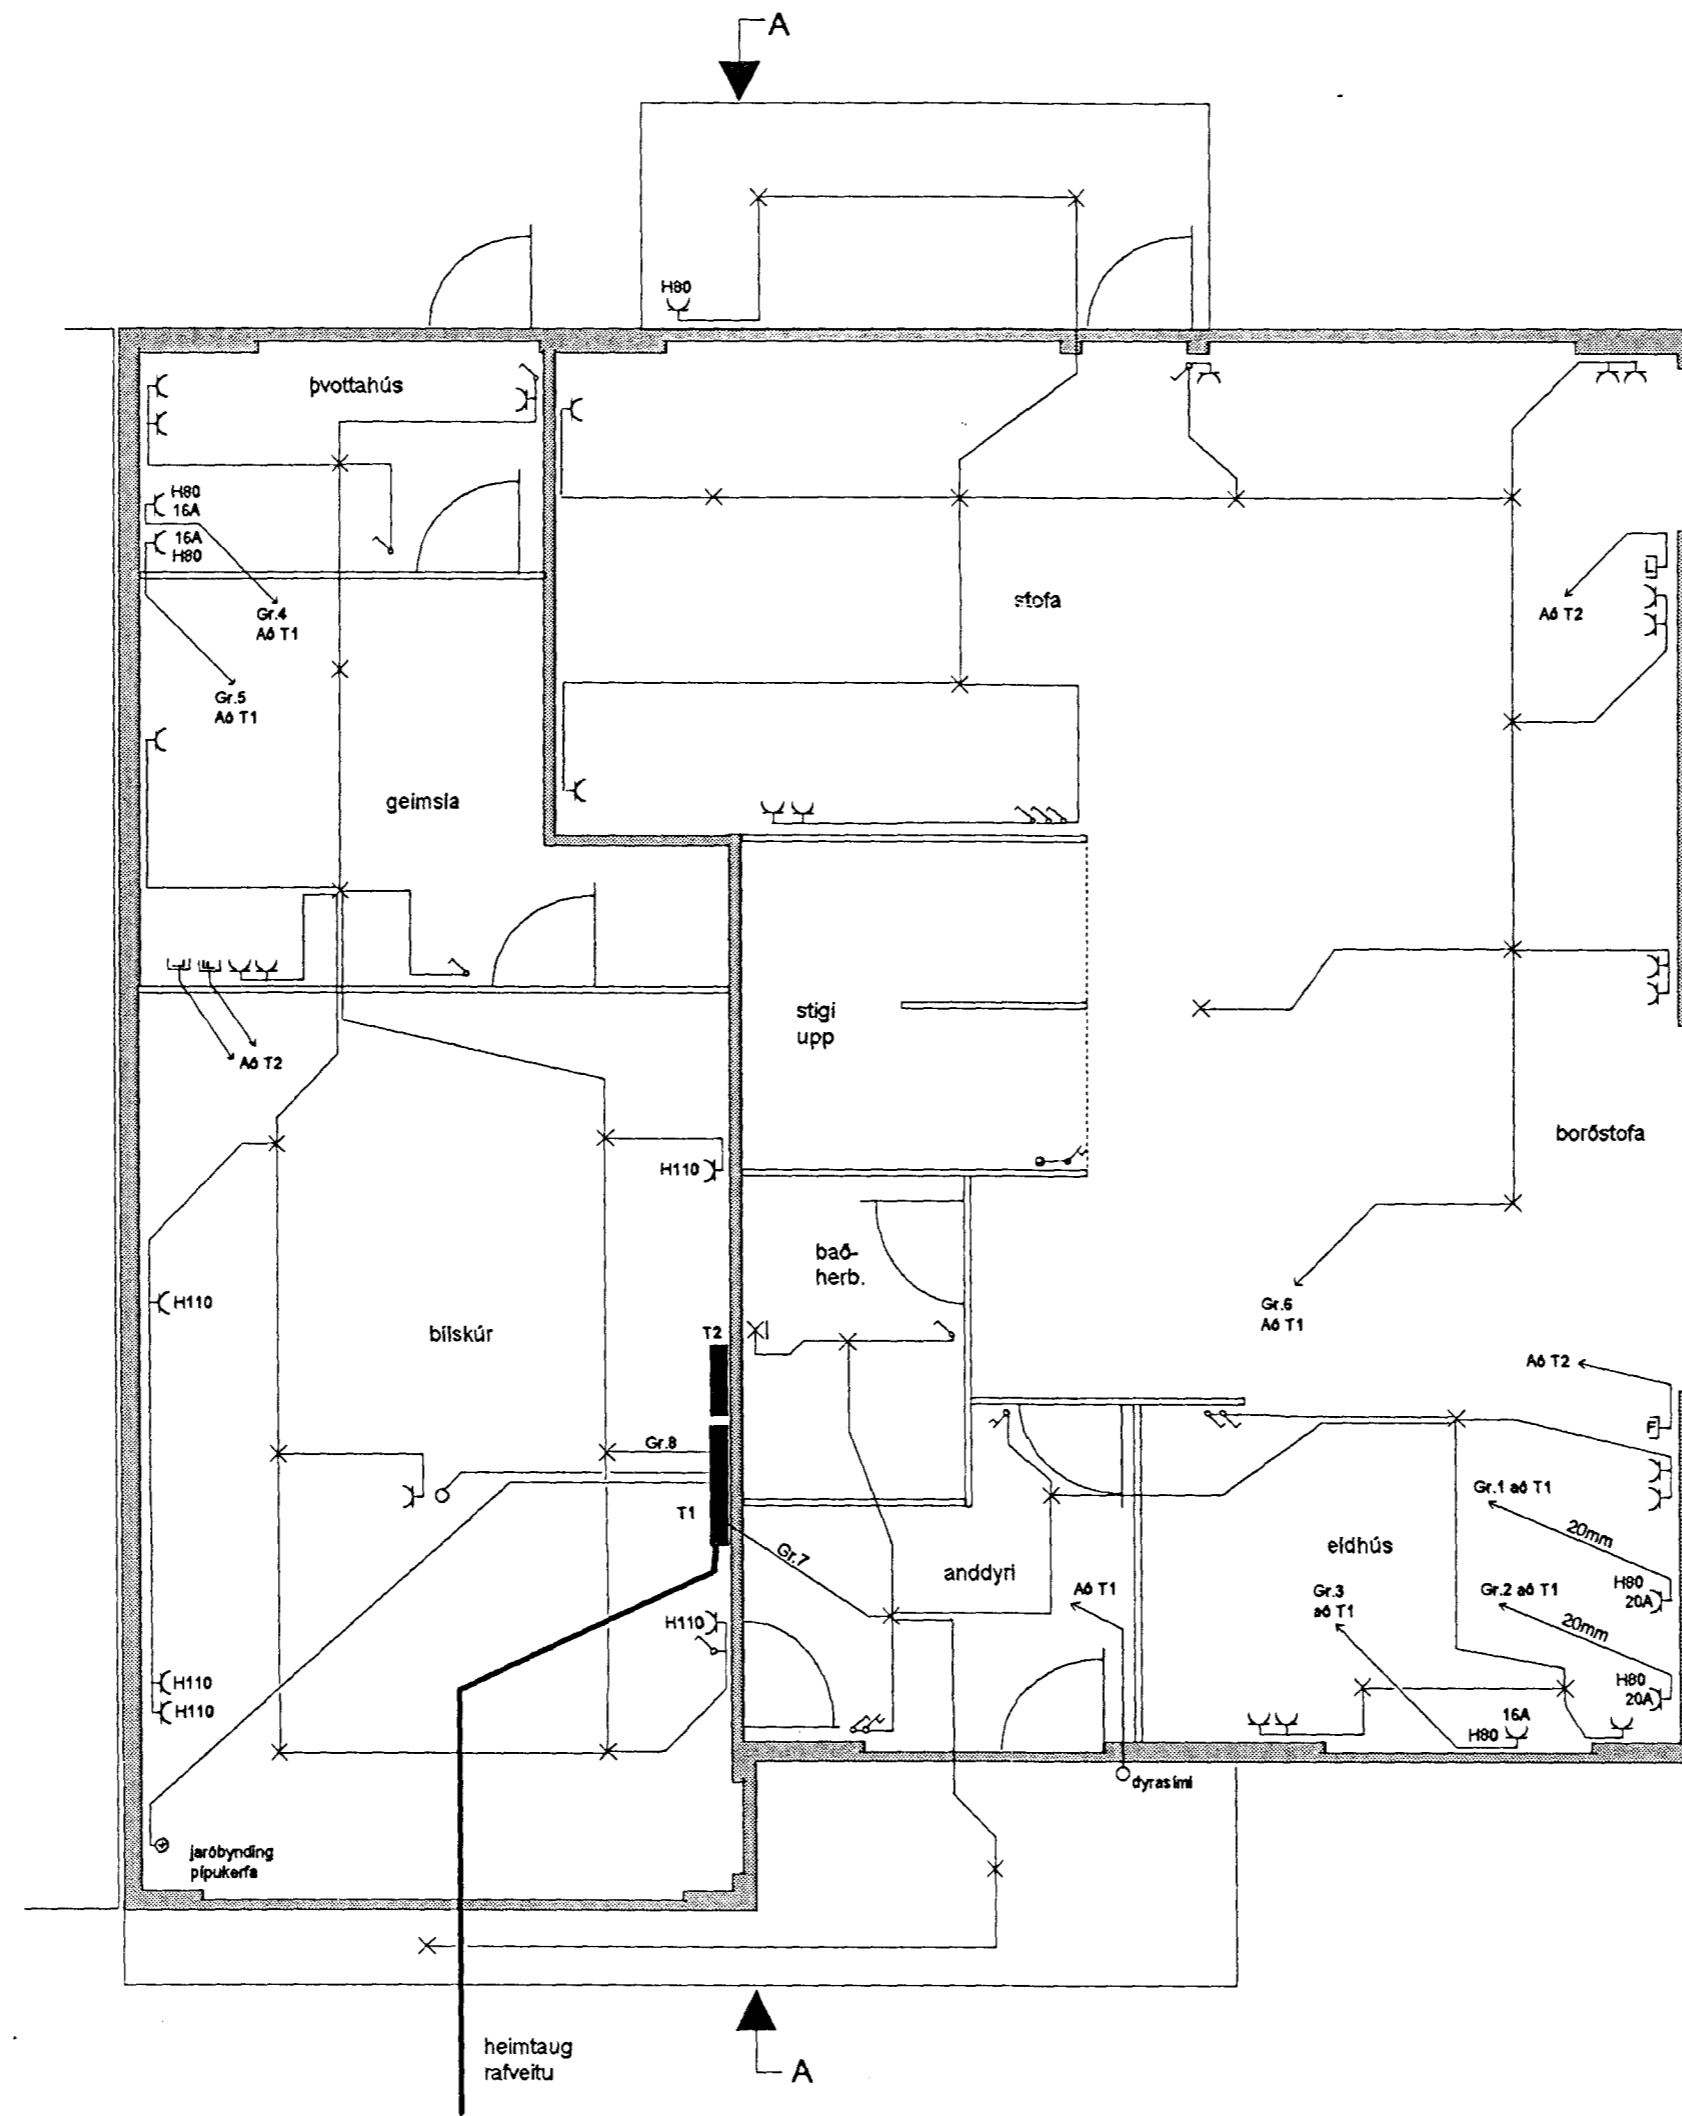 A
H80
þvottahús
H80
16A
16A
H80
Gr.4
Að T1
stofa
Að T2
Gr.5
Að T1
geimsla
stigi
upp
Að T2
borðstofa
H110
bað-
herb.
H110
Gr.6
Að T1
bílskúr
T2
Að T2
F
Gr.8
Gr.1 að T1
T1
20mm
Gr.7
eldhús
anddyri
Að T1
Gr.3
að T1
Gr.2 að T1
H80
20A
20mm
H110
H110
H110
H80
20A
16A
H80
dyrasími
jarðbynding
pípukerfa
heimtaug
rafveitu
A